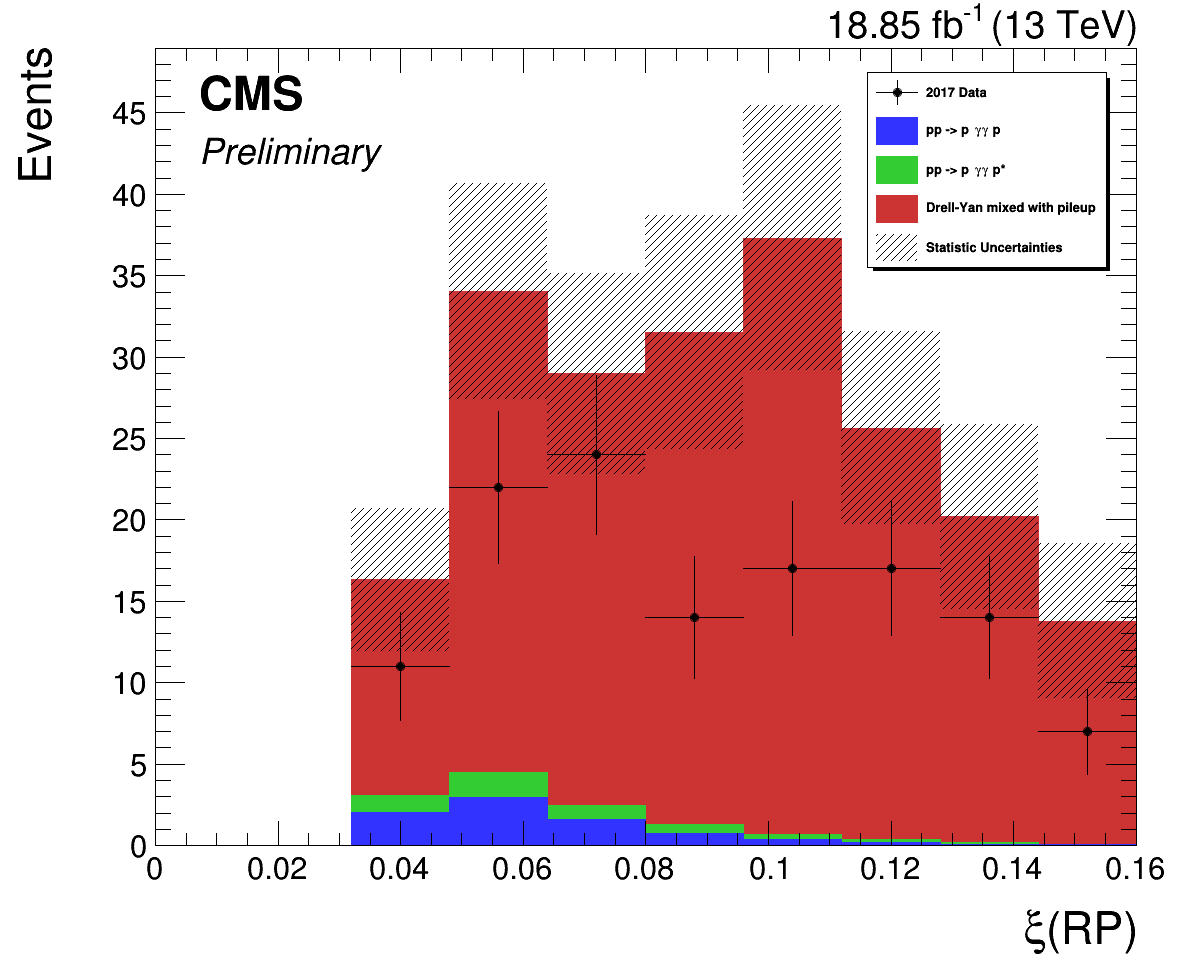 18.85 fb⁻¹ (13 TeV)
Events
CMS
Preliminary
2017 Data
pp -> p γγ p
pp -> p γγ p*
Drell-Yan mixed with pileup
Statistic Uncertainties
45
40
35
30
25
20
15
10
5
0
0 0.02 0.04 0.06 0.08 0.1 0.12 0.14 0.16
ξ(RP)